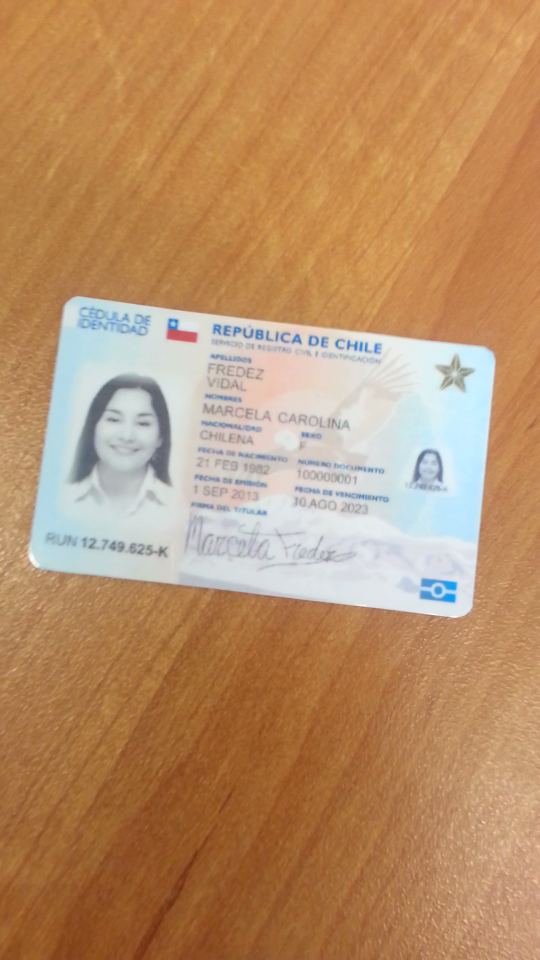 CÉDULA DE
IDENTIDAD
REPÚBLICA DE CHILE
SERVICIO DE REGISTRO CIVIL E IDENTIFICACIÓN
APELLIDOS
FREDEZ
VIDAL
NOMBRES
MARCELA CAROLINA
NACIONALIDAD SEXO
CHILENA F
FECHA DE NACIMIENTO NÚMERO DOCUMENTO
21 FEB 1982 100000001
FECHA DE EMISIÓN FECHA DE VENCIMIENTO
1 SEP 2013 30 AGO 2023
FIRMA DEL TITULAR
Marcela Fredez
RUN 12.749.625-K